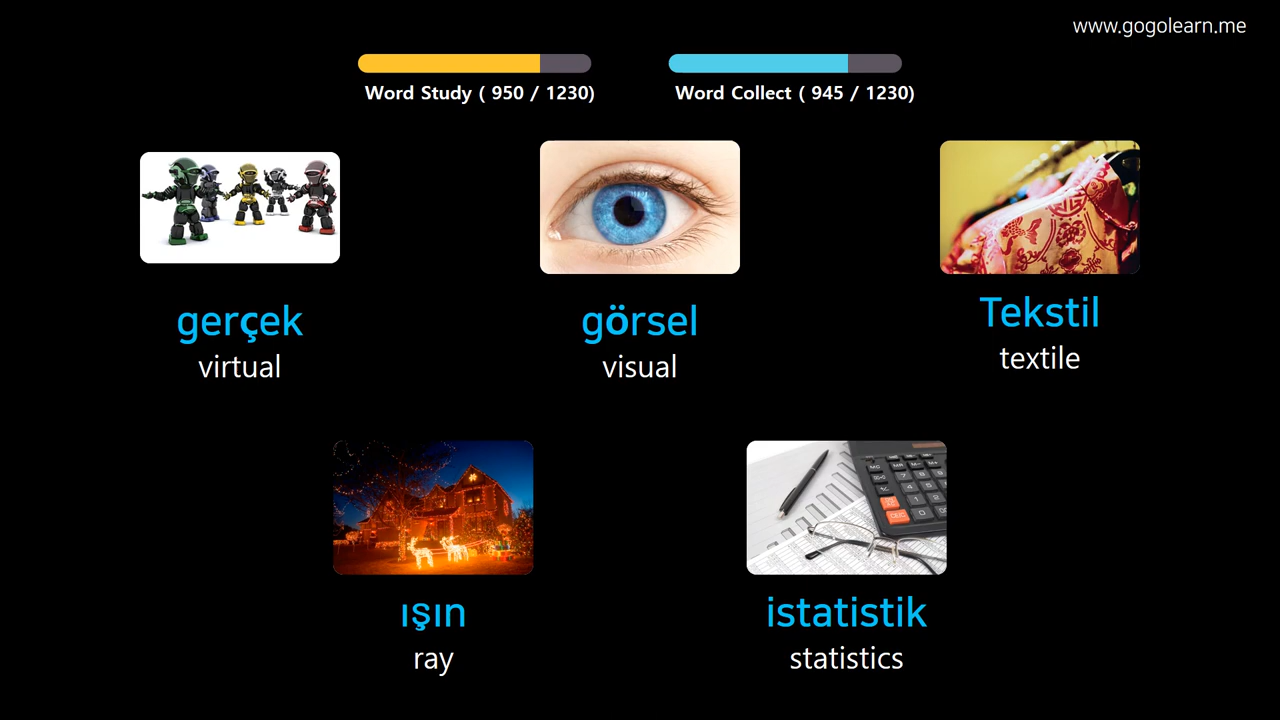 www.gogolearn.me
Word Study ( 950 / 1230)
Word Collect ( 945 / 1230)
gerçek
virtual
görsel
visual
Tekstil
textile
ışın
ray
istatistik
statistics